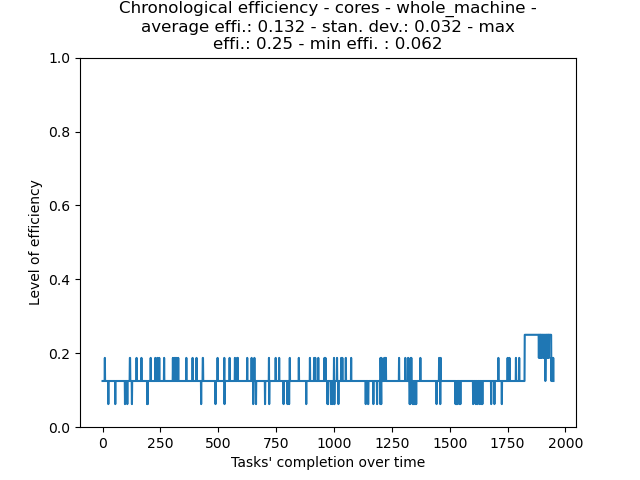 Chronological efficiency - cores - whole_machine -
average effi.: 0.132 - stan. dev.: 0.032 - max
effi.: 0.25 - min effi. : 0.062
1.0
0.8
0.6
0.4
0.2
0.0
Level of efficiency
0 250 500 750 1000 1250 1500 1750 2000
Tasks' completion over time